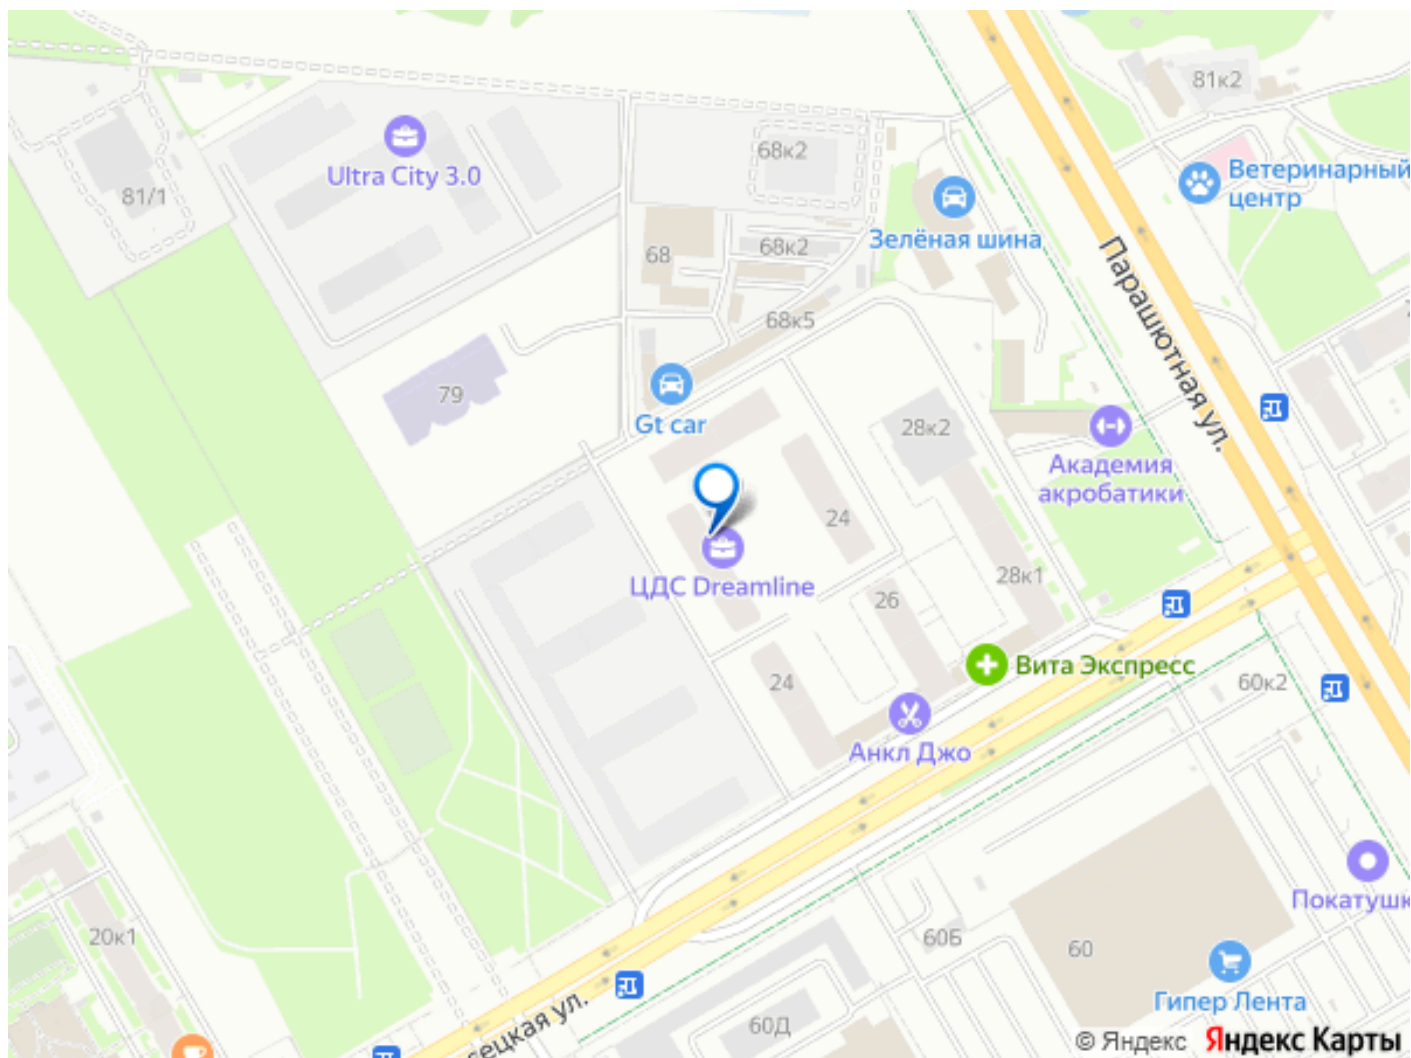 81к2
Ultra City 3.0
68к2
Ветеринарный
центр
81/1
Зелёная шина
68
68к2
Парашютная ул.
68к5
79
Gt car
28к2
Академия
акробатики
24
ЦДС Dreamline
28к1
26
Вита Экспресс
24
60к2
Анкл Джо
Покатушк
20к1
60Б
60
Гипер Лента
60Д
ецкая ул.
© Яндекс Яндекс Карты